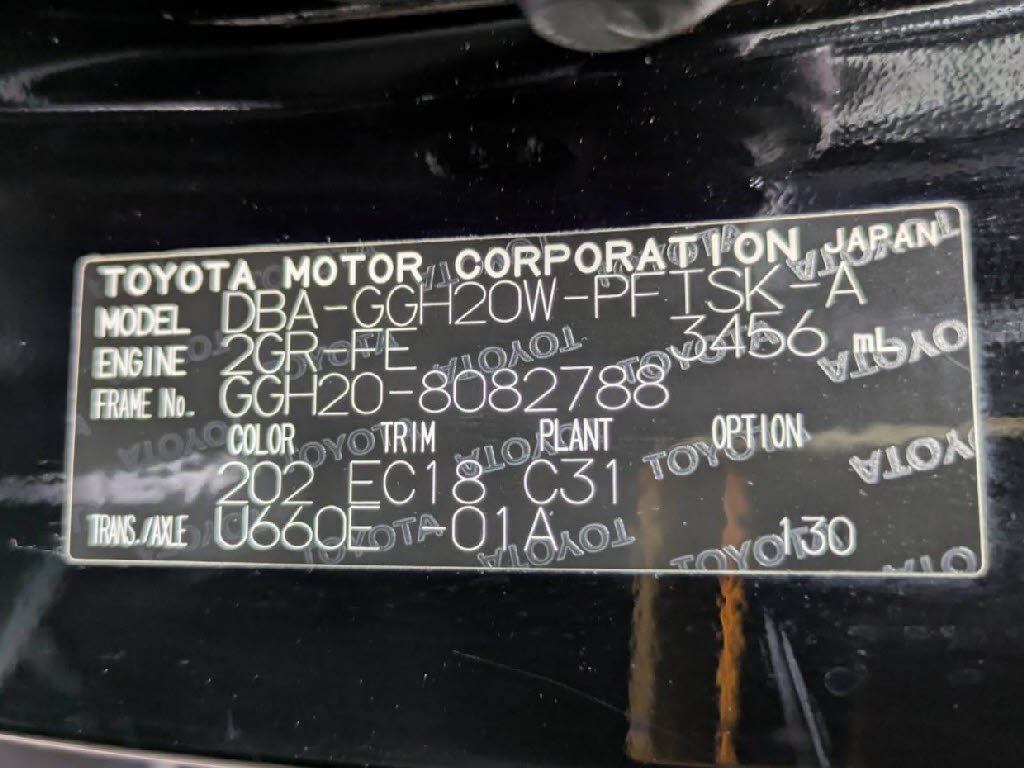 TOYOTA MOTOR CORPORATION JAPAN
MODEL DBA-GGH20W-PFTSK-A
ENGINE 2GR-FE 3456 mL
FRAME No. GGH20-8082788
COLOR TRIM PLANT OPTION
202 EC18 C31
TRANS./AXLE U660E -01A 130